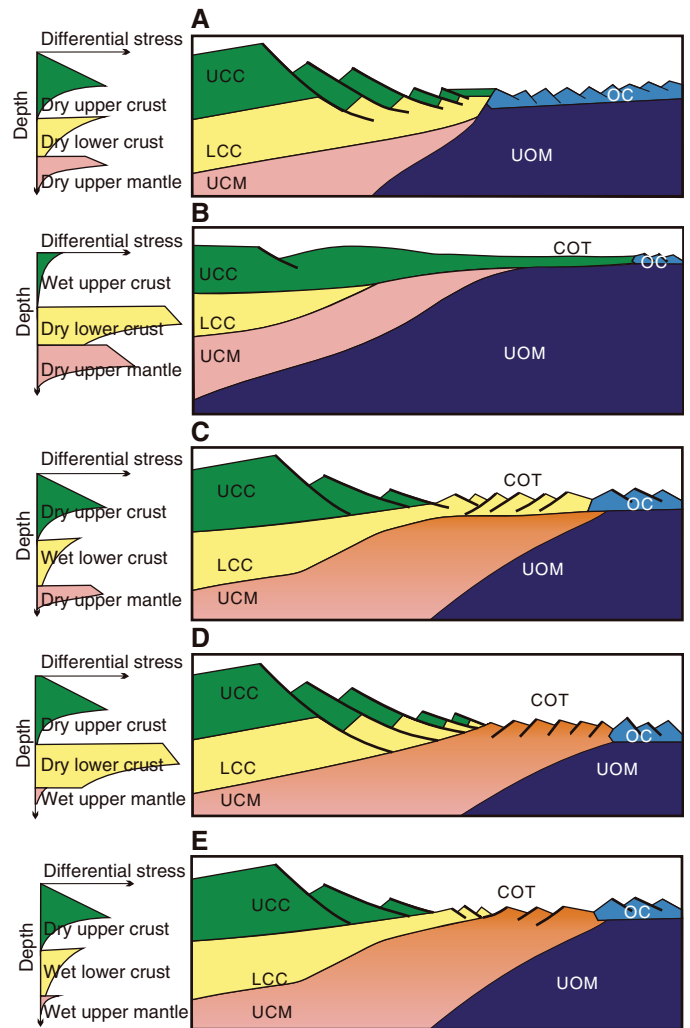 A
Differential stress
Depth
Dry upper crust
Dry lower crust
Dry upper mantle
UCC
LCC
UCM
OC
UOM
B
Differential stress
Depth
Wet upper crust
Dry lower crust
Dry upper mantle
UCC
LCC
UCM
COT
OC
UOM
C
Differential stress
Depth
Dry upper crust
Wet lower crust
Dry upper mantle
UCC
LCC
UCM
COT
OC
UOM
D
Differential stress
Depth
Dry upper crust
Dry lower crust
Wet upper mantle
UCC
LCC
UCM
COT
OC
UOM
E
Differential stress
Depth
Dry upper crust
Wet lower crust
Wet upper mantle
UCC
LCC
UCM
COT
OC
UOM